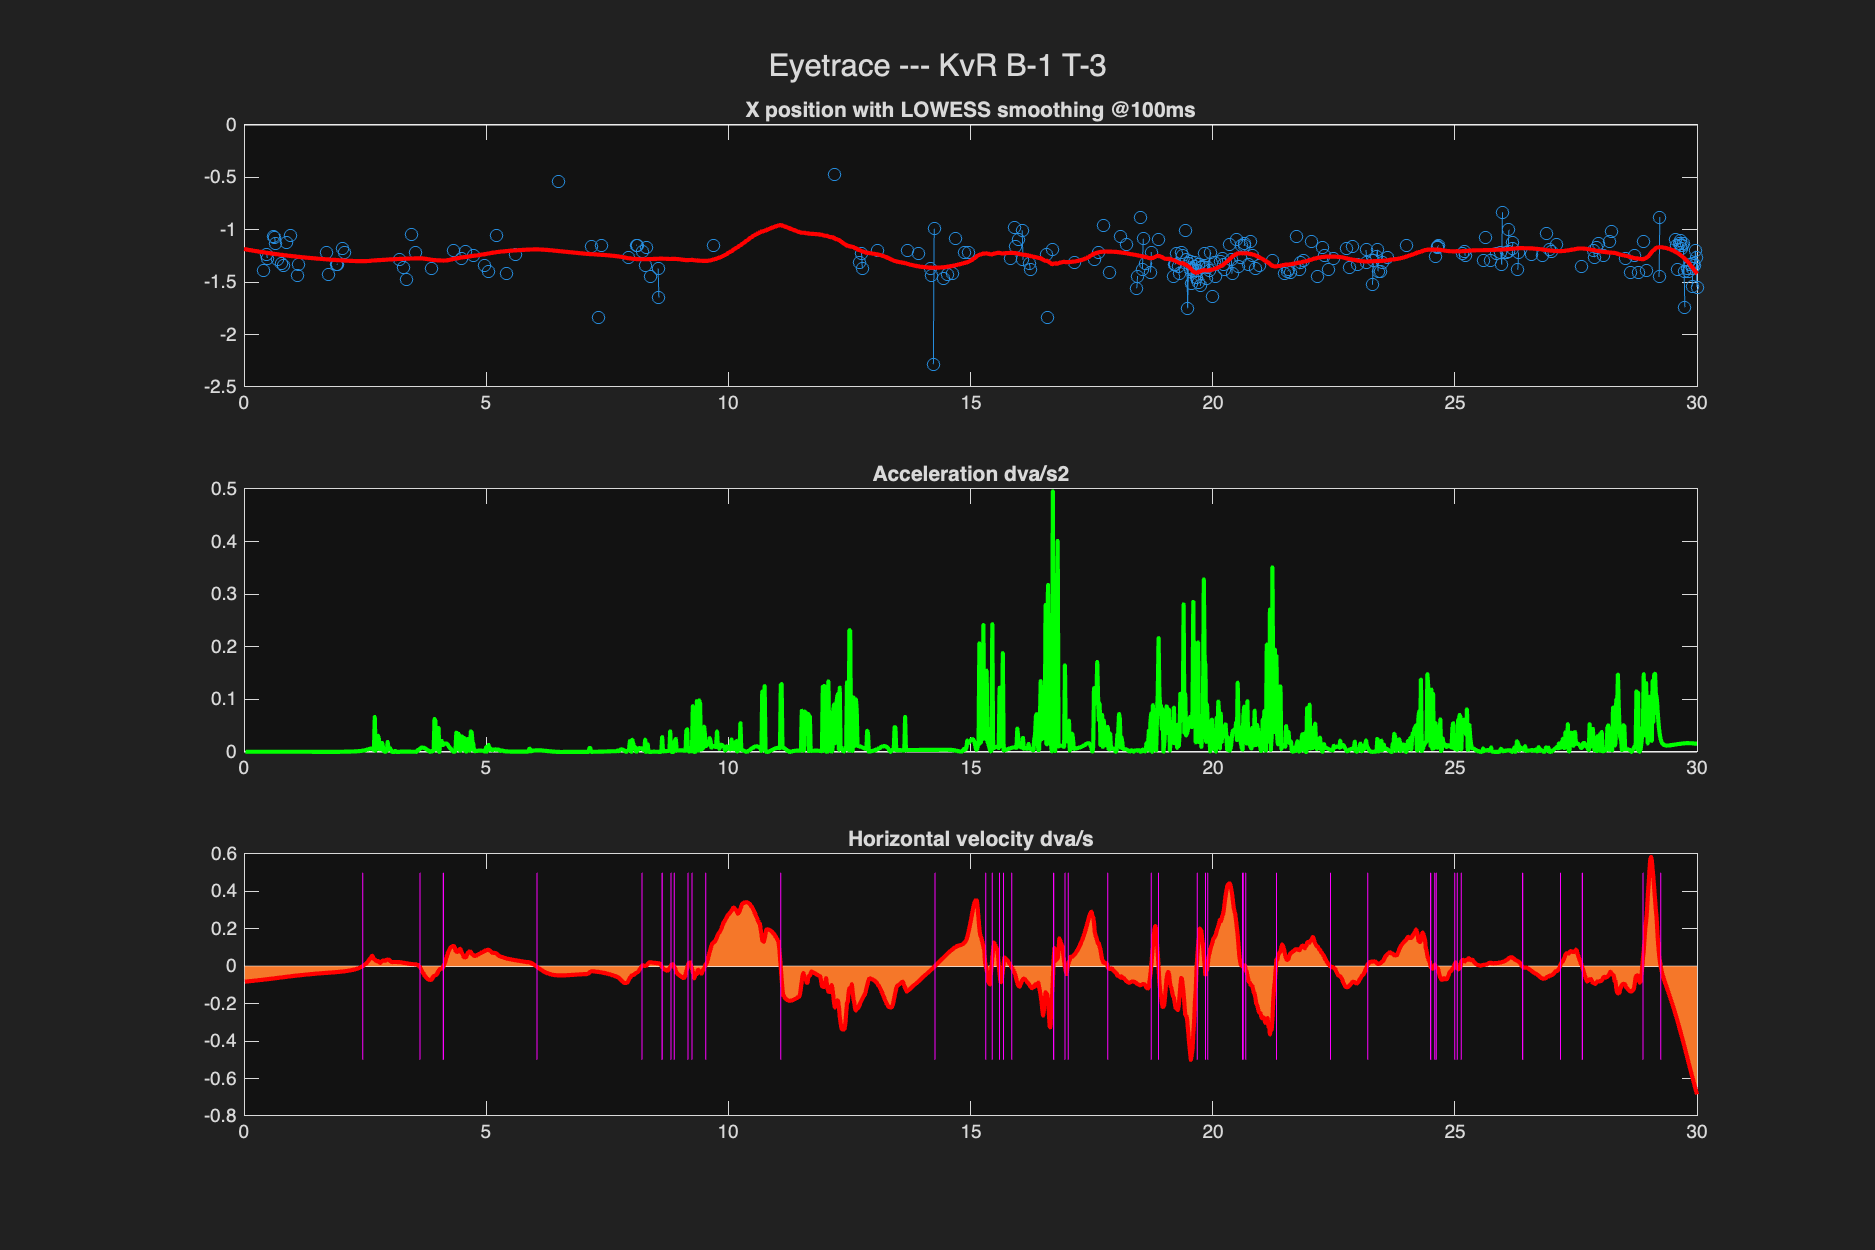 Eyetrace --- KvR B-1 T-3
X position with LOWESS smoothing @100ms
0
-0.5
-1
-1.5
-2
-2.5
0 5 10 15 20 25 30
Acceleration dva/s2
0.5
0.4
0.3
0.2
0.1
0
0 5 10 15 20 25 30
Horizontal velocity dva/s
0.6
0.4
0.2
0
-0.2
-0.4
-0.6
-0.8
0 5 10 15 20 25 30